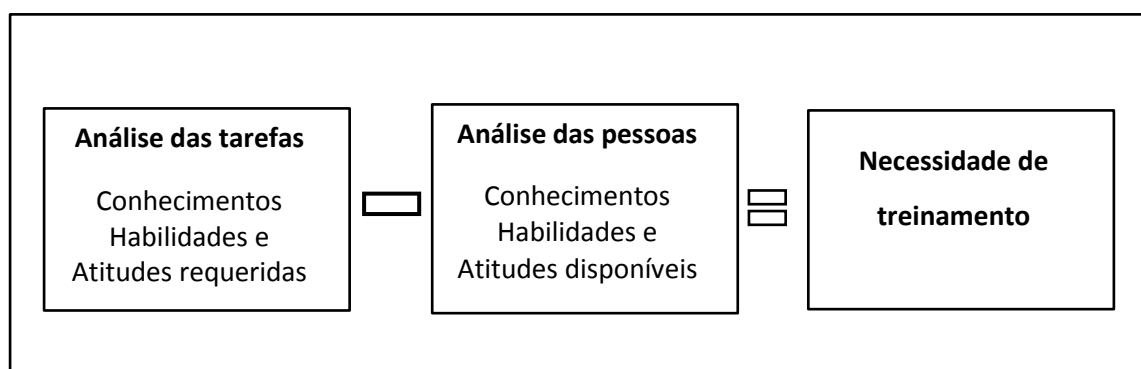 Análise das tarefas
Conhecimentos
Habilidades e
Atitudes requeridas
Análise das pessoas
Conhecimentos
Habilidades e
Atitudes disponíveis
Necessidade de
treinamento